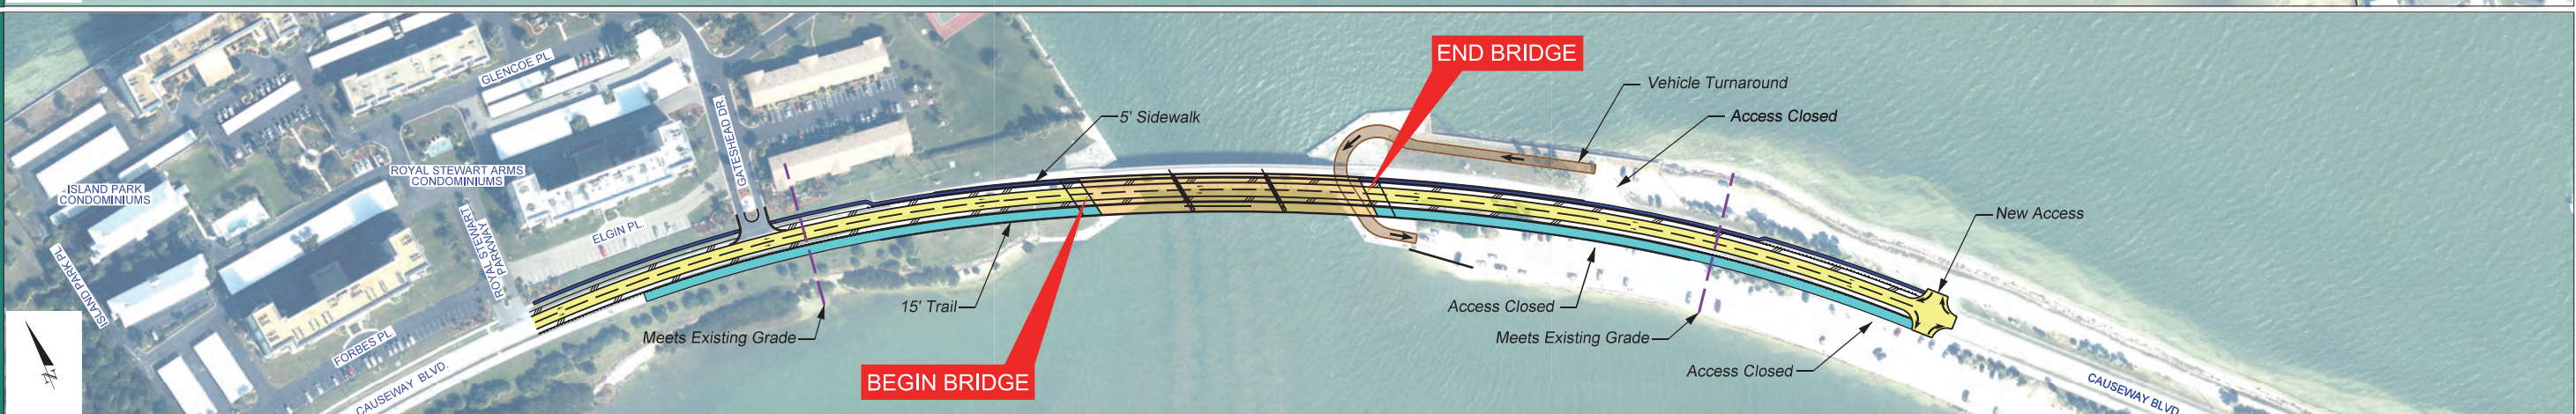 GLENCOE PL.
GATESHEAD DR.
ROYAL STEWART ARMS
CONDOMINIUMS
ISLAND PARK
CONDOMINIUMS
ISLAND PARK PL.
ROYAL STEWART
PARKWAY
ELGIN PL.
FORBES PL.
CAUSEWAY BLVD.
N
5' Sidewalk
15' Trail
Meets Existing Grade
BEGIN BRIDGE
END BRIDGE
Vehicle Turnaround
Access Closed
New Access
Access Closed
Meets Existing Grade
Access Closed
CAUSEWAY BLVD.